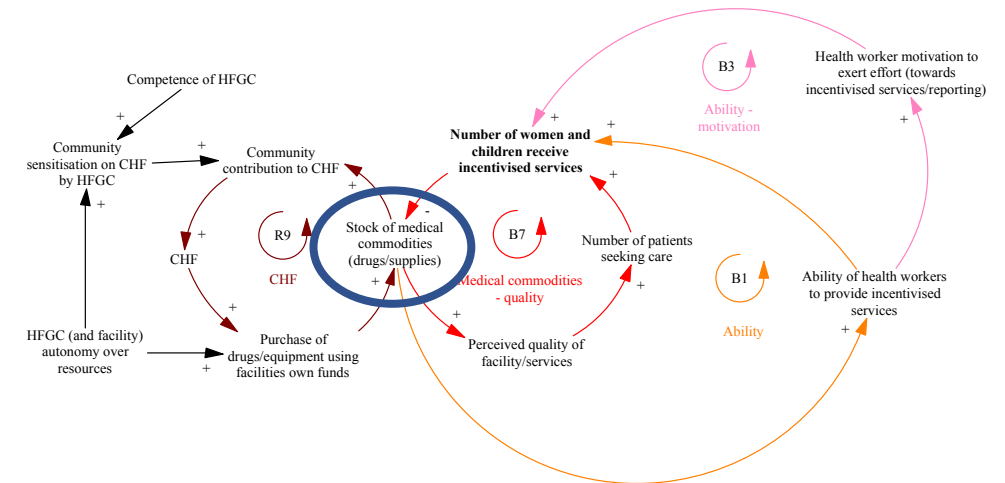 Competence of HFGC
+
Community
sensitisation on CHF
by HFGC
+
+
Community
contribution to CHF
+
+
CHF
+
R9
CHF
HFGC (and facility)
autonomy over
resources
+
Purchase of
drugs/equipment using
facilities own funds
+
Stock of medical
commodities
(drugs/supplies)
-
B7
Medical commodities
- quality
+
Perceived quality of
facility/services
+
Number of patients
seeking care
+
Number of women and
children receive
incentivised services
+
+
B3
Ability -
motivation
Health worker motivation to
exert effort (towards
incentivised services/reporting)
+
B1
Ability
Ability of health workers
to provide incentivised
services
+